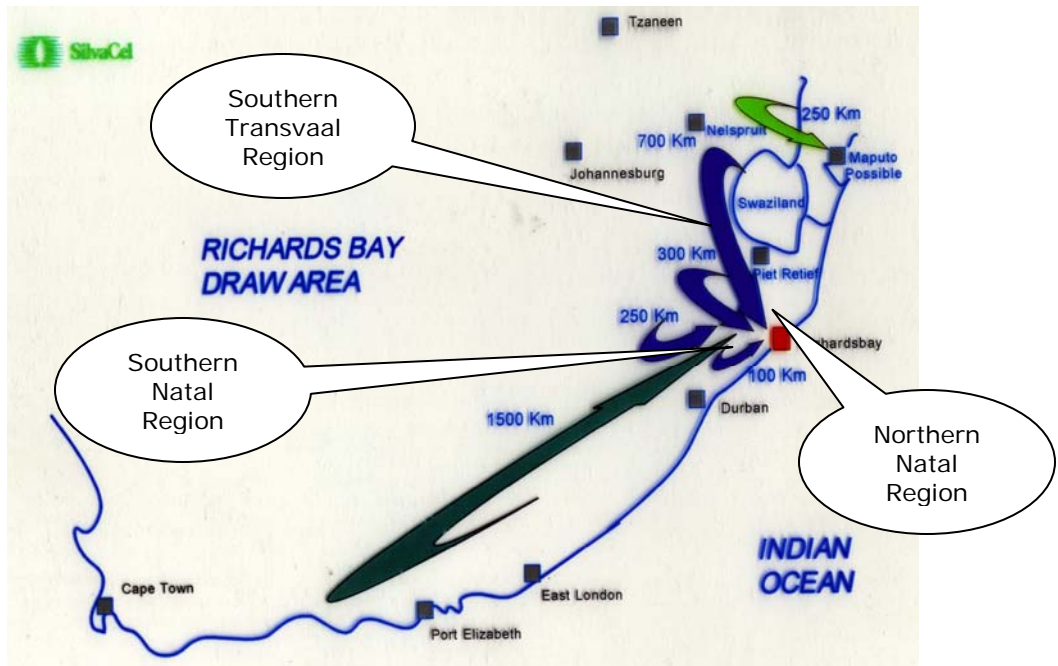 Tzaneen
SilvaCel
Southern
Transvaal
Region
250 Km
Nelspruit
700 Km
Maputo
Possible
Johannesburg
Swaziland
RICHARDS BAY
DRAW AREA
300 Km
Piet Retief
250 Km
hardsbay
Southern
Natal
Region
100 Km
Durban
1500 Km
Northern
Natal
Region
INDIAN
OCEAN
Cape Town
East London
Port Elizabeth